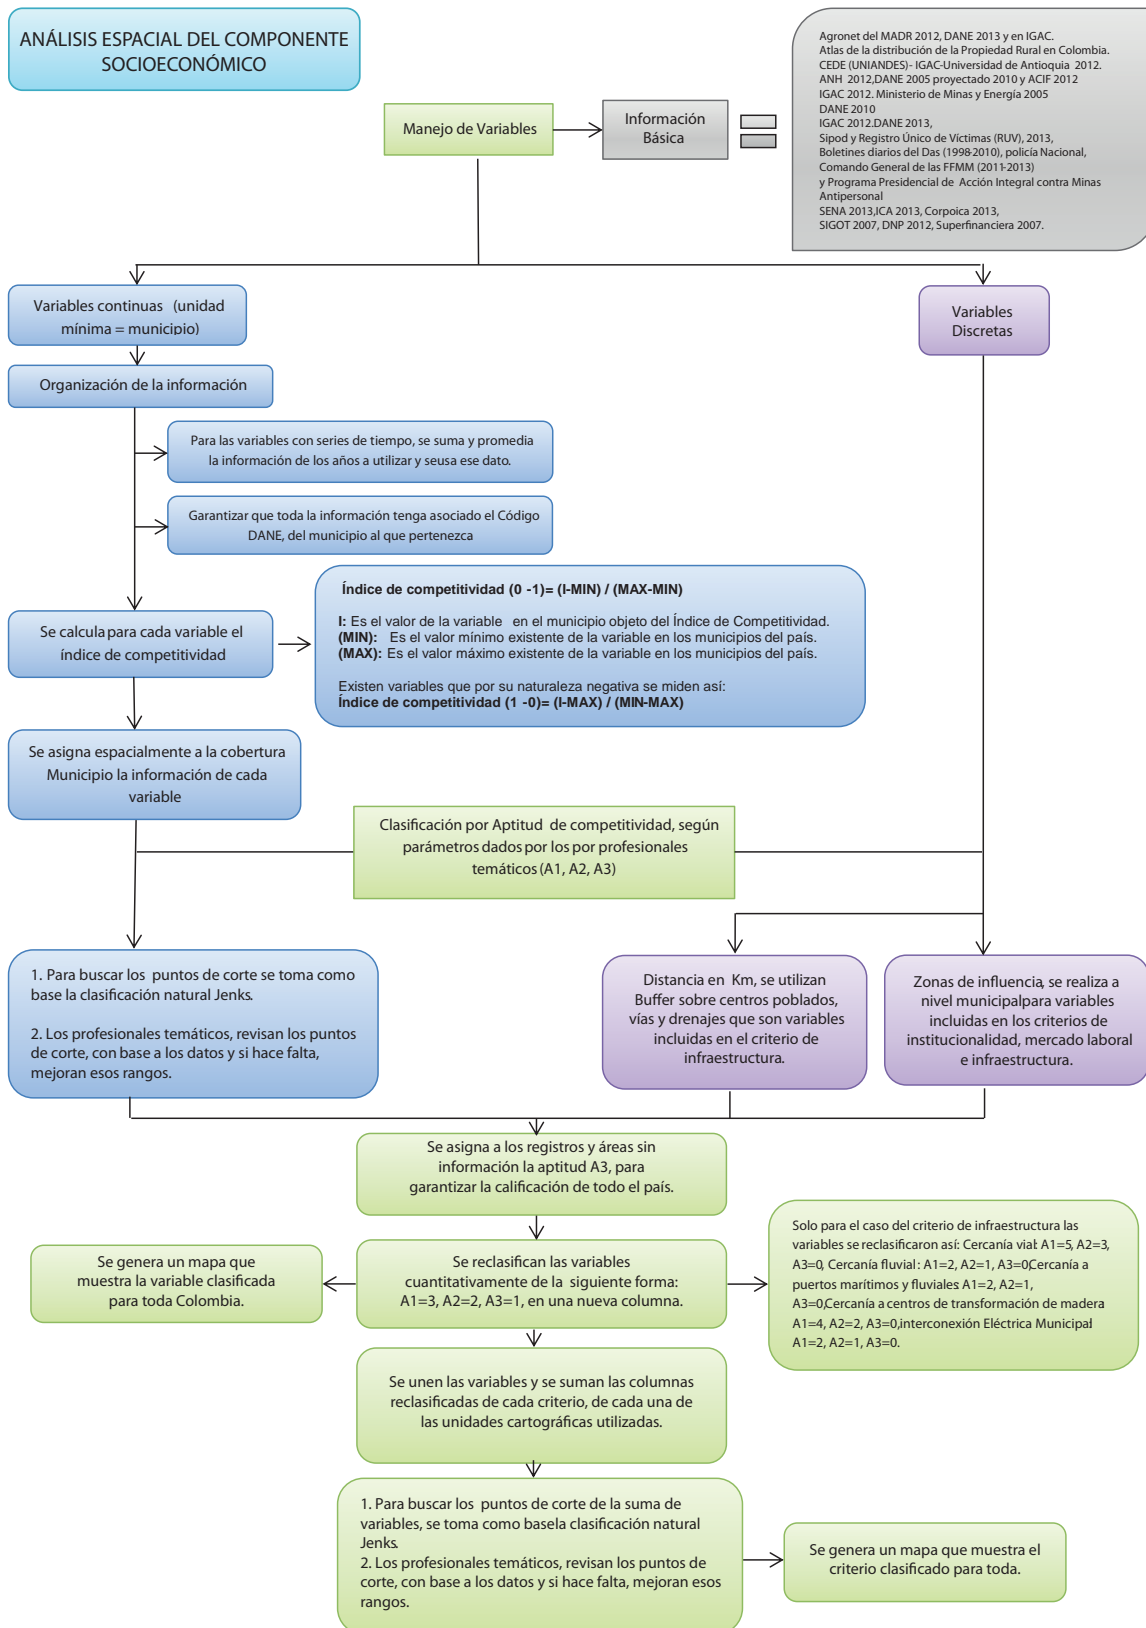 ANÁLISIS ESPACIAL DEL COMPONENTE
SOCIOECONÓMICO
Agronet del MADR 2012, DANE 2013 y en IGAC.
Atlas de la distribución de la Propiedad Rural en Colombia.
CEDE (UNIANDES)- IGAC-Universidad de Antioquia 2012.
ANH 2012,DANE 2005 proyectado 2010 y ACIF 2012
IGAC 2012. Ministerio de Minas y Energía 2005
DANE 2010
IGAC 2012.DANE 2013,
Sipod y Registro Único de Víctimas (RUV), 2013,
Boletines diarios del Das (1998-2010), policía Nacional,
Comando General de las FFMM (2011-2013)
y Programa Presidencial de Acción Integral contra Minas
Antipersonal
SENA 2013,ICA 2013, Corpoica 2013,
SIGOT 2007, DNP 2012, Superfinanciera 2007.
Manejo de Variables
Información
Básica
Variables continuas (unidad
mínima = municipio)
Variables
Discretas
Organización de la información
Para las variables con series de tiempo, se suma y promedia
la información de los años a utilizar y seusa ese dato.
Garantizar que toda la información tenga asociado el Código
DANE, del municipio al que pertenezca
Se calcula para cada variable el
índice de competitividad
Índice de competitividad (0 -1)= (I-MIN) / (MAX-MIN)
I: Es el valor de la variable en el municipio objeto del Índice de Competitividad.
(MIN): Es el valor mínimo existente de la variable en los municipios del país.
(MAX): Es el valor máximo existente de la variable en los municipios del país.
Existen variables que por su naturaleza negativa se miden así:
Índice de competitividad (1 -0)= (I-MAX) / (MIN-MAX)
Se asigna espacialmente a la cobertura
Municipio la información de cada
variable
Clasificación por Aptitud de competitividad, según
parámetros dados por los por profesionales
temáticos (A1, A2, A3)
1. Para buscar los puntos de corte se toma como
base la clasificación natural Jenks.
2. Los profesionales temáticos, revisan los puntos
de corte, con base a los datos y si hace falta,
mejoran esos rangos.
Distancia en Km, se utilizan
Buffer sobre centros poblados,
vías y drenajes que son variables
incluidas en el criterio de
infraestructura.
Zonas de influencia, se realiza a
nivel municipalpara variables
incluidas en los criterios de
institucionalidad, mercado laboral
e infraestructura.
Se asigna a los registros y áreas sin
información la aptitud A3, para
garantizar la calificación de todo el país.
Se genera un mapa que
muestra la variable clasificada
para toda Colombia.
Se reclasifican las variables
cuantitativamente de la siguiente forma:
A1=3, A2=2, A3=1, en una nueva columna.
Solo para el caso del criterio de infraestructura las
variables se reclasificaron así: Cercanía vial: A1=5, A2=3,
A3=0, Cercanía fluvial: A1=2, A2=1, A3=0,Cercanía a
puertos marítimos y fluviales A1=2, A2=1,
A3=0,Cercanía a centros de transformación de madera
A1=4, A2=2, A3=0,interconexión Eléctrica Municipal:
A1=2, A2=1, A3=0.
Se unen las variables y se suman las columnas
reclasificadas de cada criterio, de cada una de
las unidades cartográficas utilizadas.
1. Para buscar los puntos de corte de la suma de
variables, se toma como basela clasificación natural
Jenks.
2. Los profesionales temáticos, revisan los puntos de
corte, con base a los datos y si hace falta, mejoran esos
rangos.
Se genera un mapa que muestra el
criterio clasificado para toda.